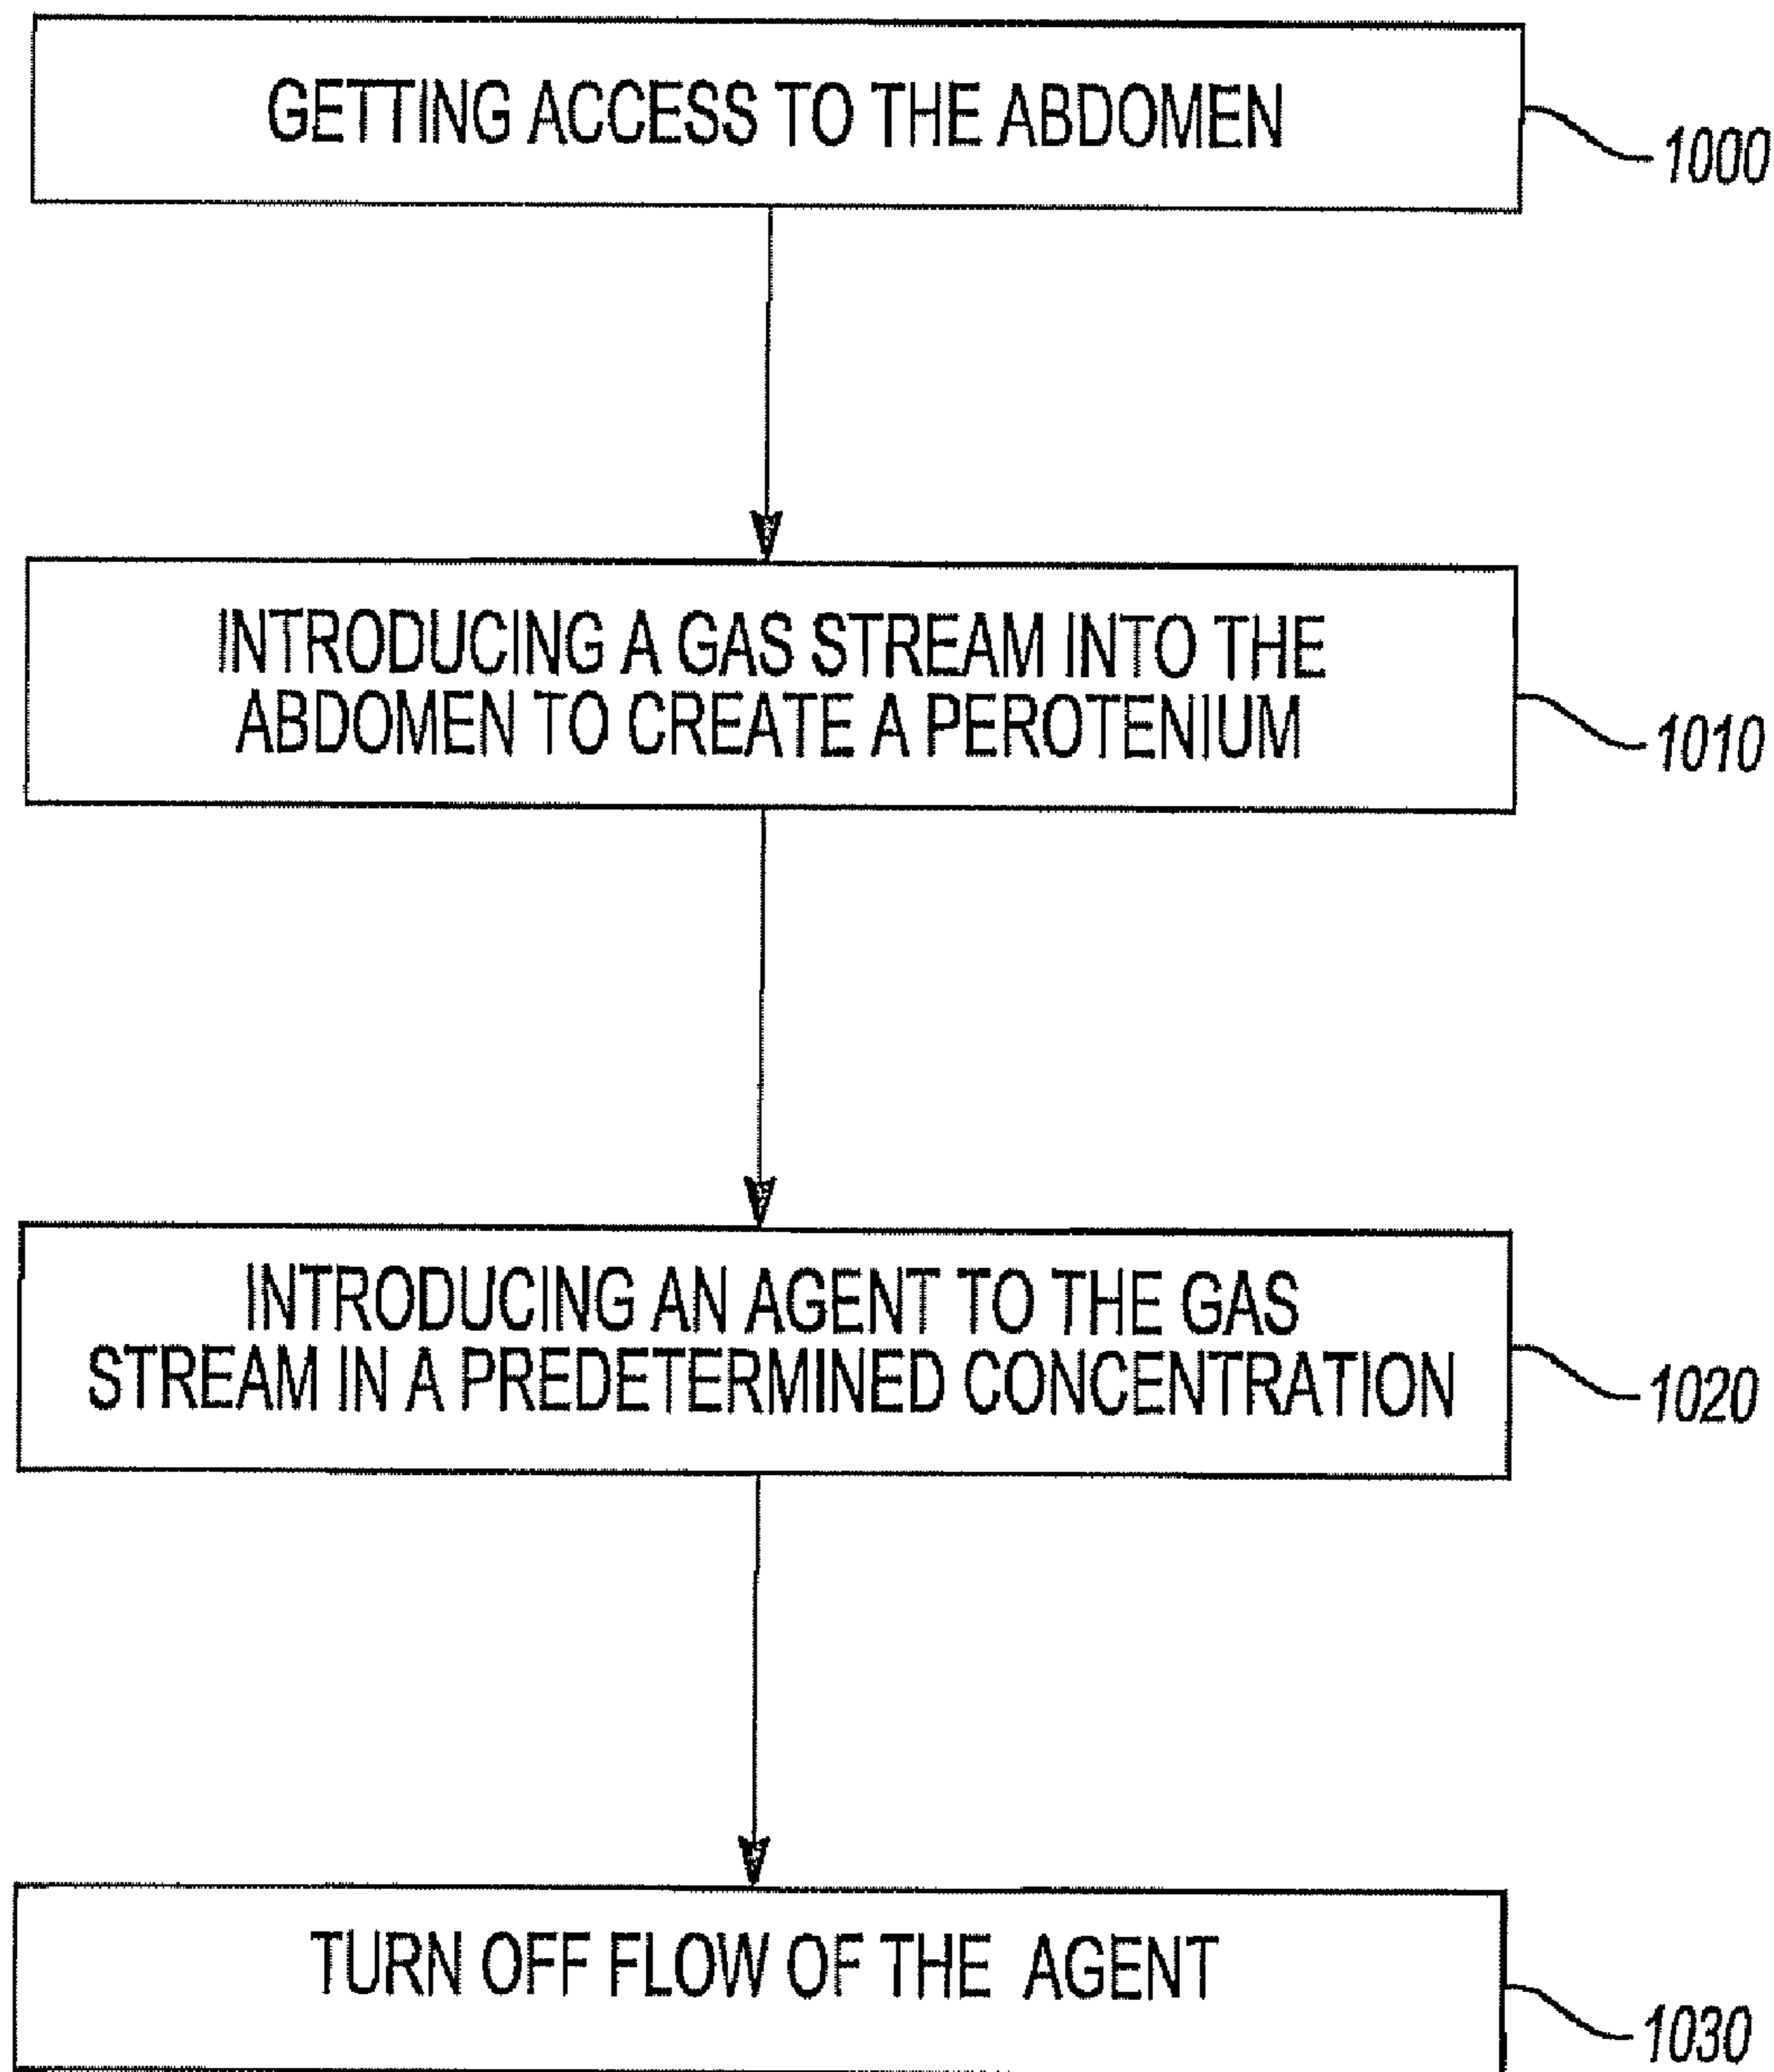 GETTING ACCESS TO THE ABDOMEN
1000
INTRODUCING A GAS STREAM INTO THE
ABDOMEN TO CREATE A PEROTENIUM
1010
INTRODUCING AN AGENT TO THE GAS
STREAM IN A PREDETERMINED CONCENTRATION
1020
TURN OFF FLOW OF THE AGENT
1030